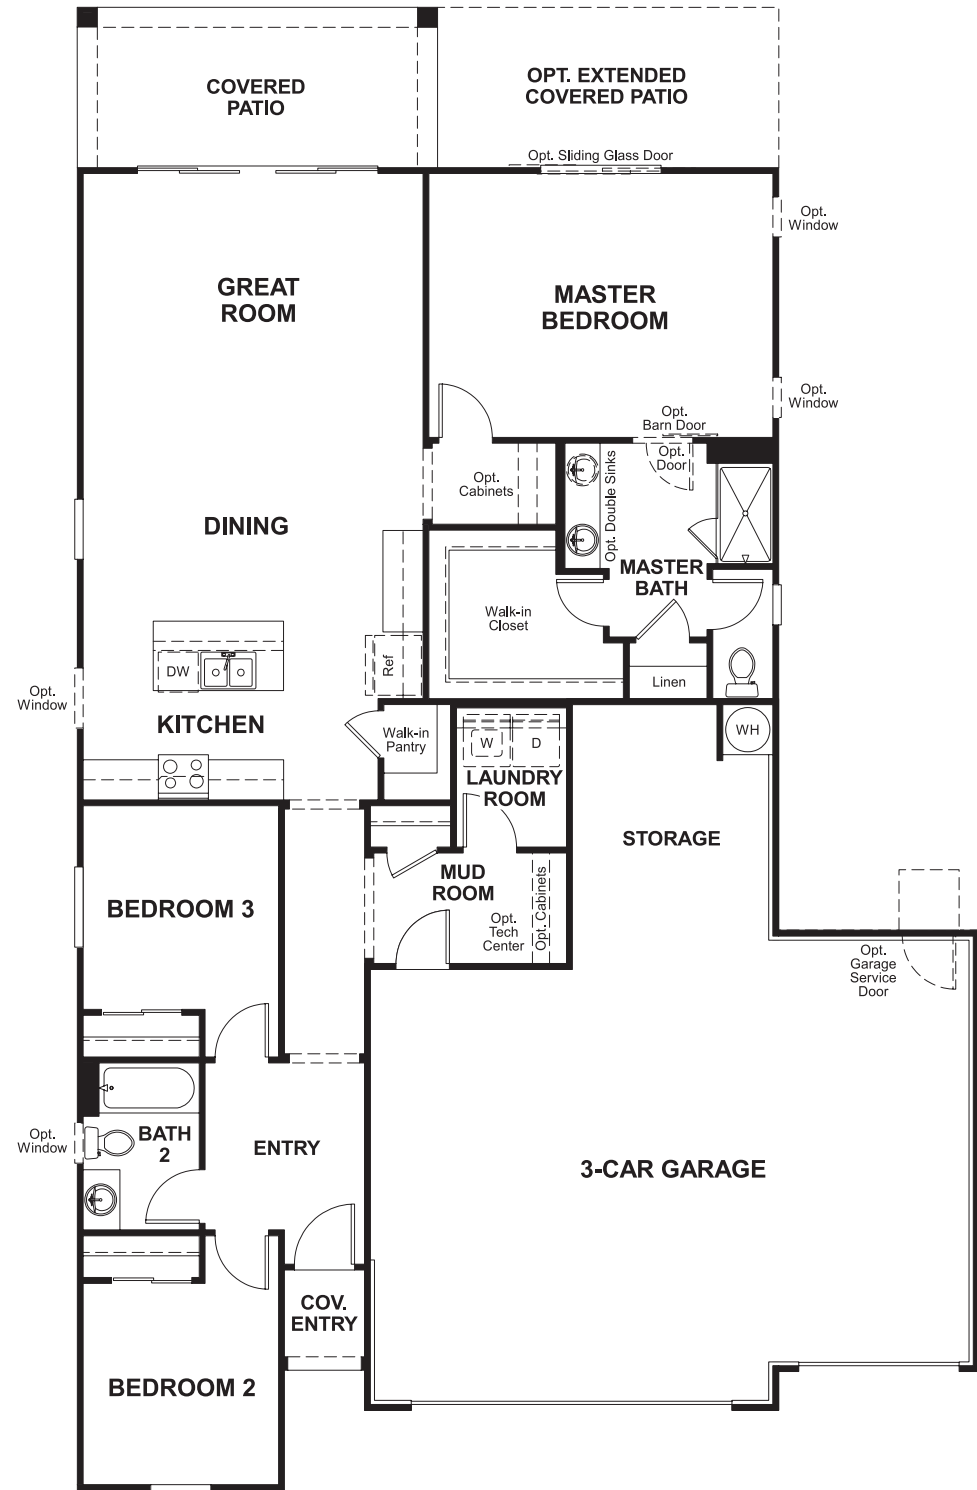 COVERED
PATIO
OPT. EXTENDED
COVERED PATIO
Opt. Sliding Glass Door
Opt.
Window
GREAT
ROOM
MASTER
BEDROOM
Opt.
Window
Opt.
Barn Door
Opt.
Door
Opt. Double Sinks
Opt.
Cabinets
DINING
MASTER
BATH
Walk-in
Closet
Ref
DW
Linen
Opt.
Window
KITCHEN
Walk-in
Pantry
W
D
WH
LAUNDRY
ROOM
STORAGE
MUD
ROOM
Opt. Cabinets
Opt.
Tech
Center
BEDROOM 3
Opt.
Garage
Service
Door
Opt.
Window
BATH
2
ENTRY
3-CAR GARAGE
COV.
ENTRY
BEDROOM 2